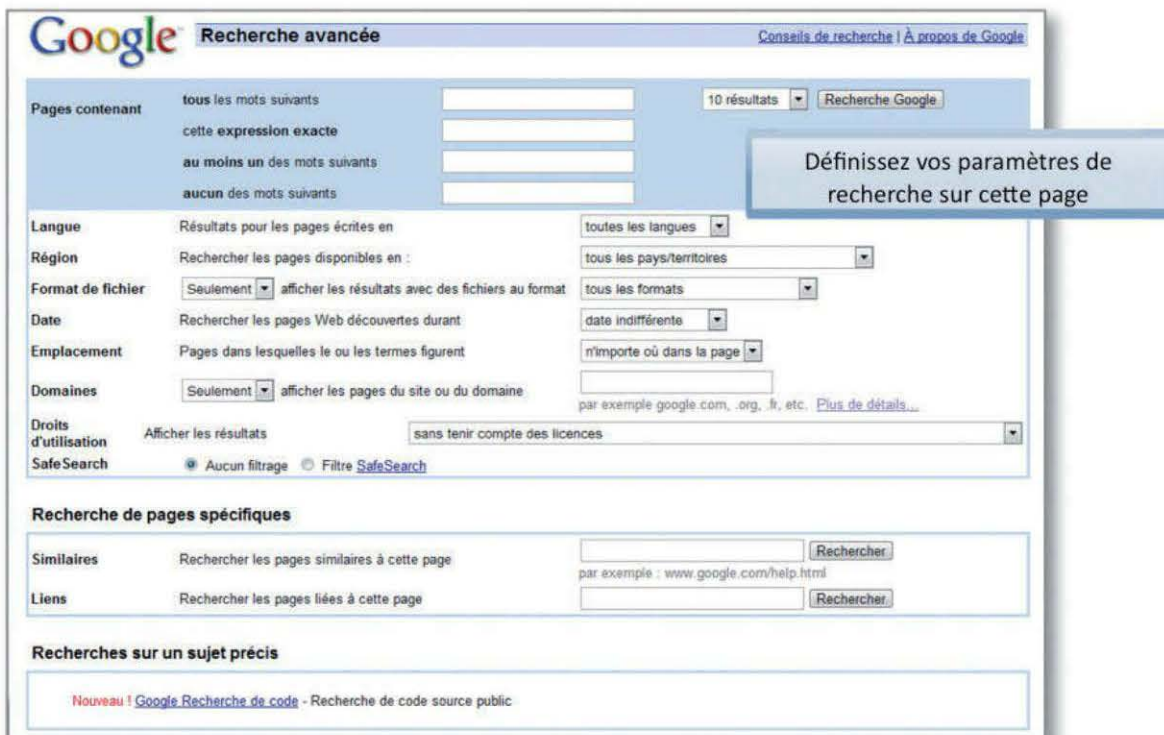 Google Recherche avancée Conseils de recherche | À propos de Google
Pages contenant tous les mots suivants 10 résultats Recherche Google
cette expression exacte
au moins un des mots suivants
aucun des mots suivants
Définissez vos paramètres de
recherche sur cette page
Langue Résultats pour les pages écrites en toutes les langues
Région Rechercher les pages disponibles en : tous les pays/territoires
Format de fichier Seulement afficher les résultats avec des fichiers au format tous les formats
Date Rechercher les pages Web découvertes durant date indifférente
Emplacement Pages dans lesquelles le ou les termes figurent n'importe où dans la page
Domaines Seulement afficher les pages du site ou du domaine
par exemple google.com, .org, .fr, etc. Plus de détails...
Droits
d'utilisation Afficher les résultats sans tenir compte des licences
SafeSearch Aucun filtrage Filtre SafeSearch
Recherche de pages spécifiques
Similaires Rechercher les pages similaires à cette page Rechercher
par exemple : www.google.com/help.html
Liens Rechercher les pages liées à cette page Rechercher
Recherches sur un sujet précis
Nouveau ! Google Recherche de code - Recherche de code source public